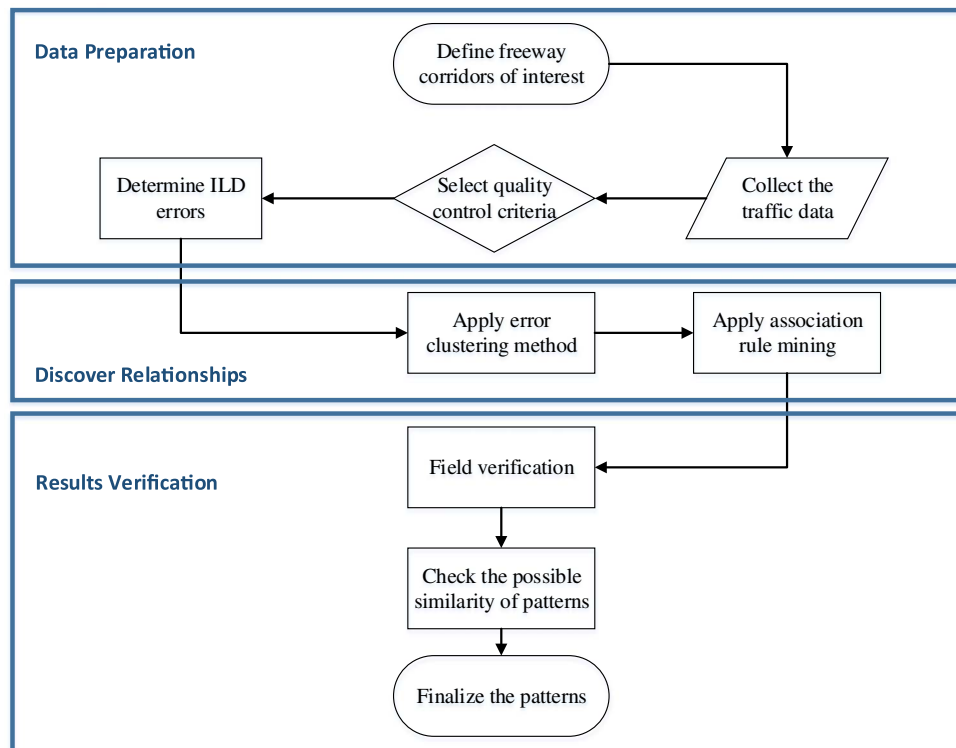 Data Preparation
Define freeway
corridors of interest
Determine ILD
errors
Select quality
control criteria
Collect the
traffic data
Apply error
clustering method
Apply association
rule mining
Discover Relationships
Field verification
Results Verification
Check the possible
similarity of patterns
Finalize the patterns